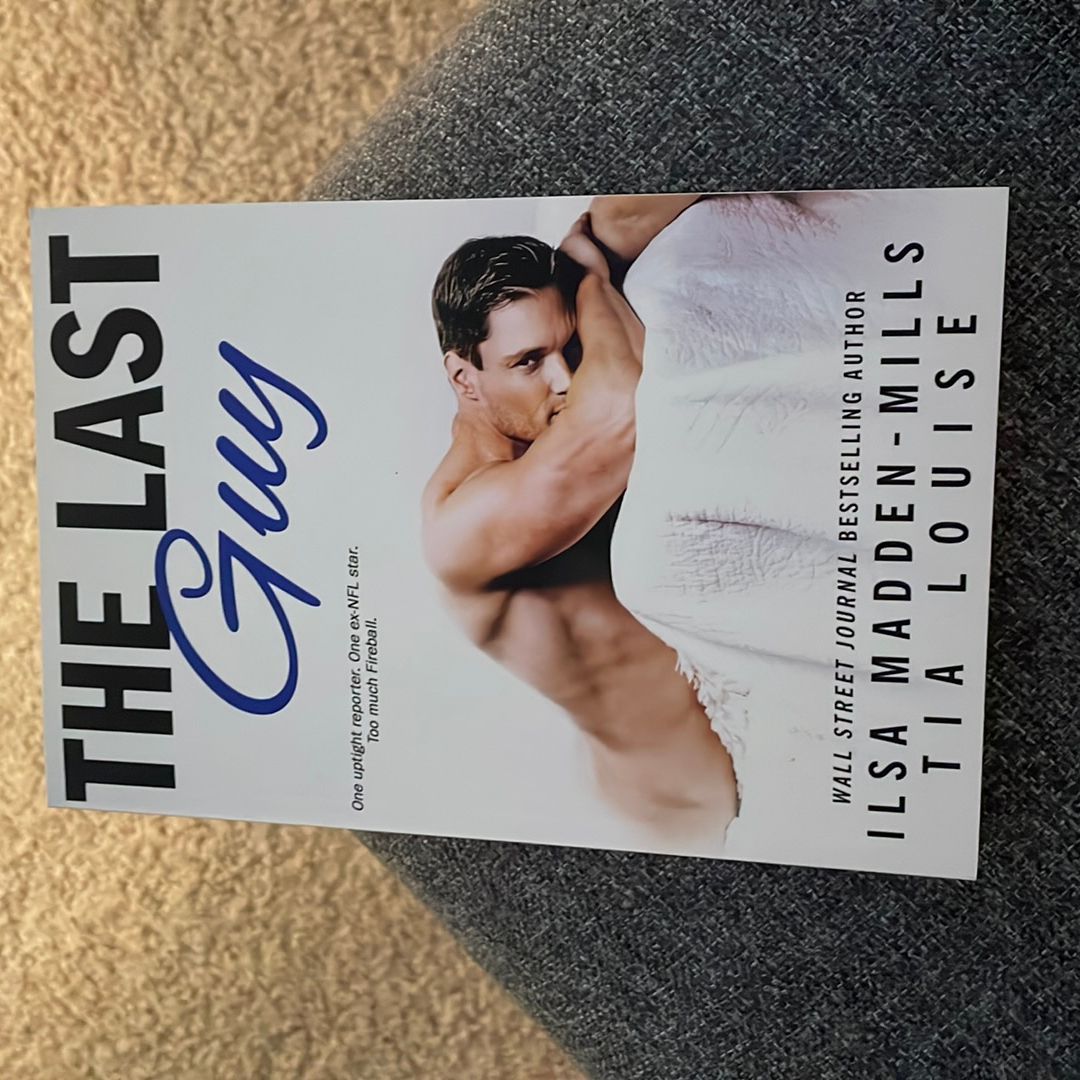 THE LAST
Guy
One uptight reporter. One ex-NFL star.
Too much Fireball.
WALL STREET JOURNAL BESTSELLING AUTHOR
ILSA MADDEN-MILLS
TIA LOUISE